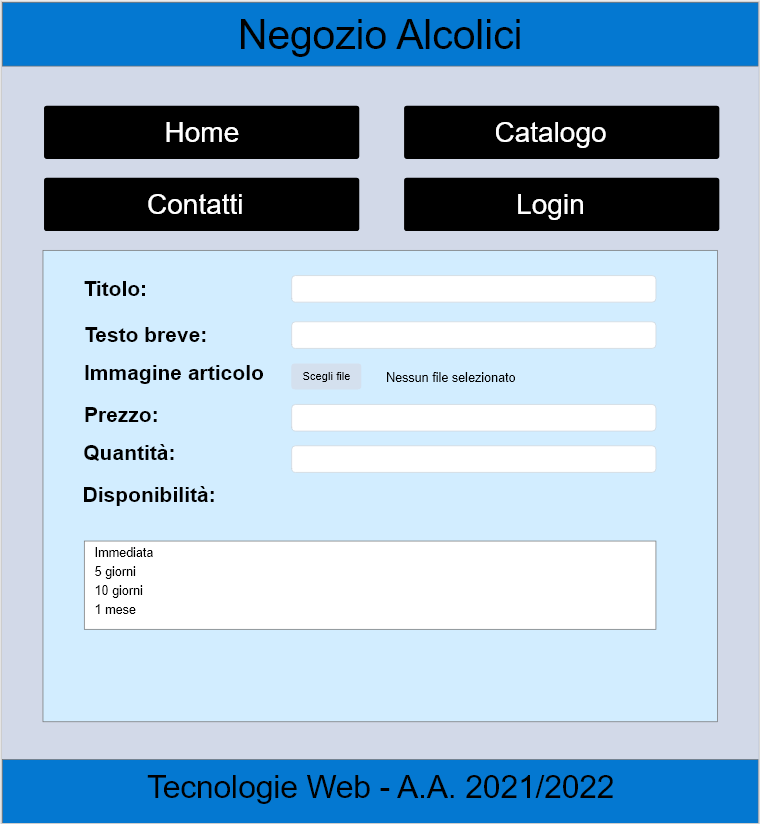 Negozio Alcolici
Home
Catalogo
Contatti
Login
Titolo:
Testo breve:
Immagine articolo
Scegli file
Nessun file selezionato
Prezzo:
Quantità:
Disponibilità:
Immediata
5 giorni
10 giorni
1 mese
Tecnologie Web - A.A. 2021/2022